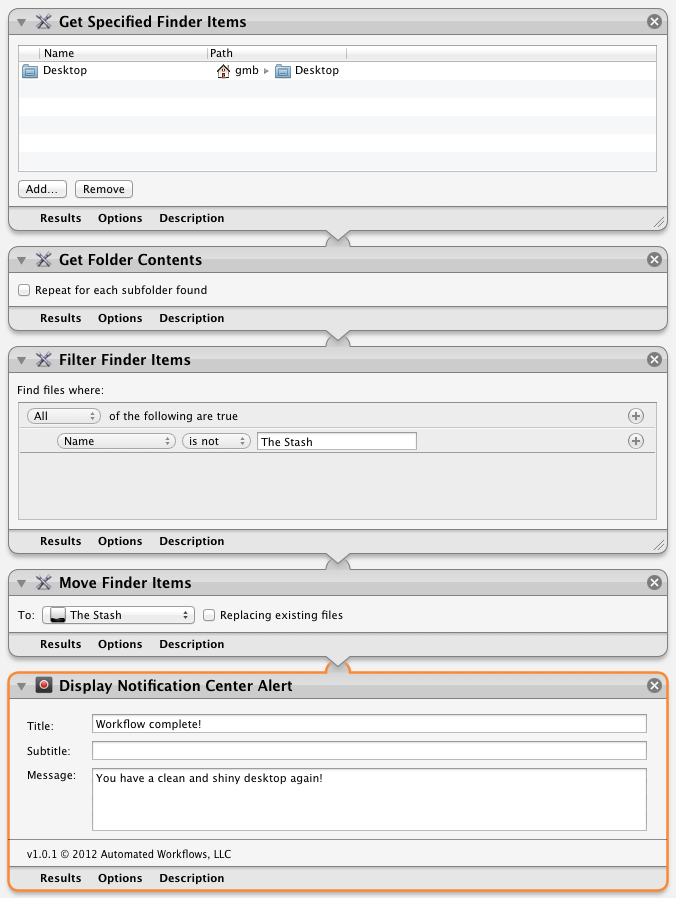 Get Specified Finder Items
Name Path
Desktop gmb Desktop
Add... Remove
Results Options Description
Get Folder Contents
Repeat for each subfolder found
Results Options Description
Filter Finder Items
Find files where:
All of the following are true
Name is not The Stash
Results Options Description
Move Finder Items
To: The Stash Replacing existing files
Results Options Description
Display Notification Center Alert
Title: Workflow complete!
Subtitle:
Message: You have a clean and shiny desktop again!
v1.0.1 © 2012 Automated Workflows, LLC
Results Options Description